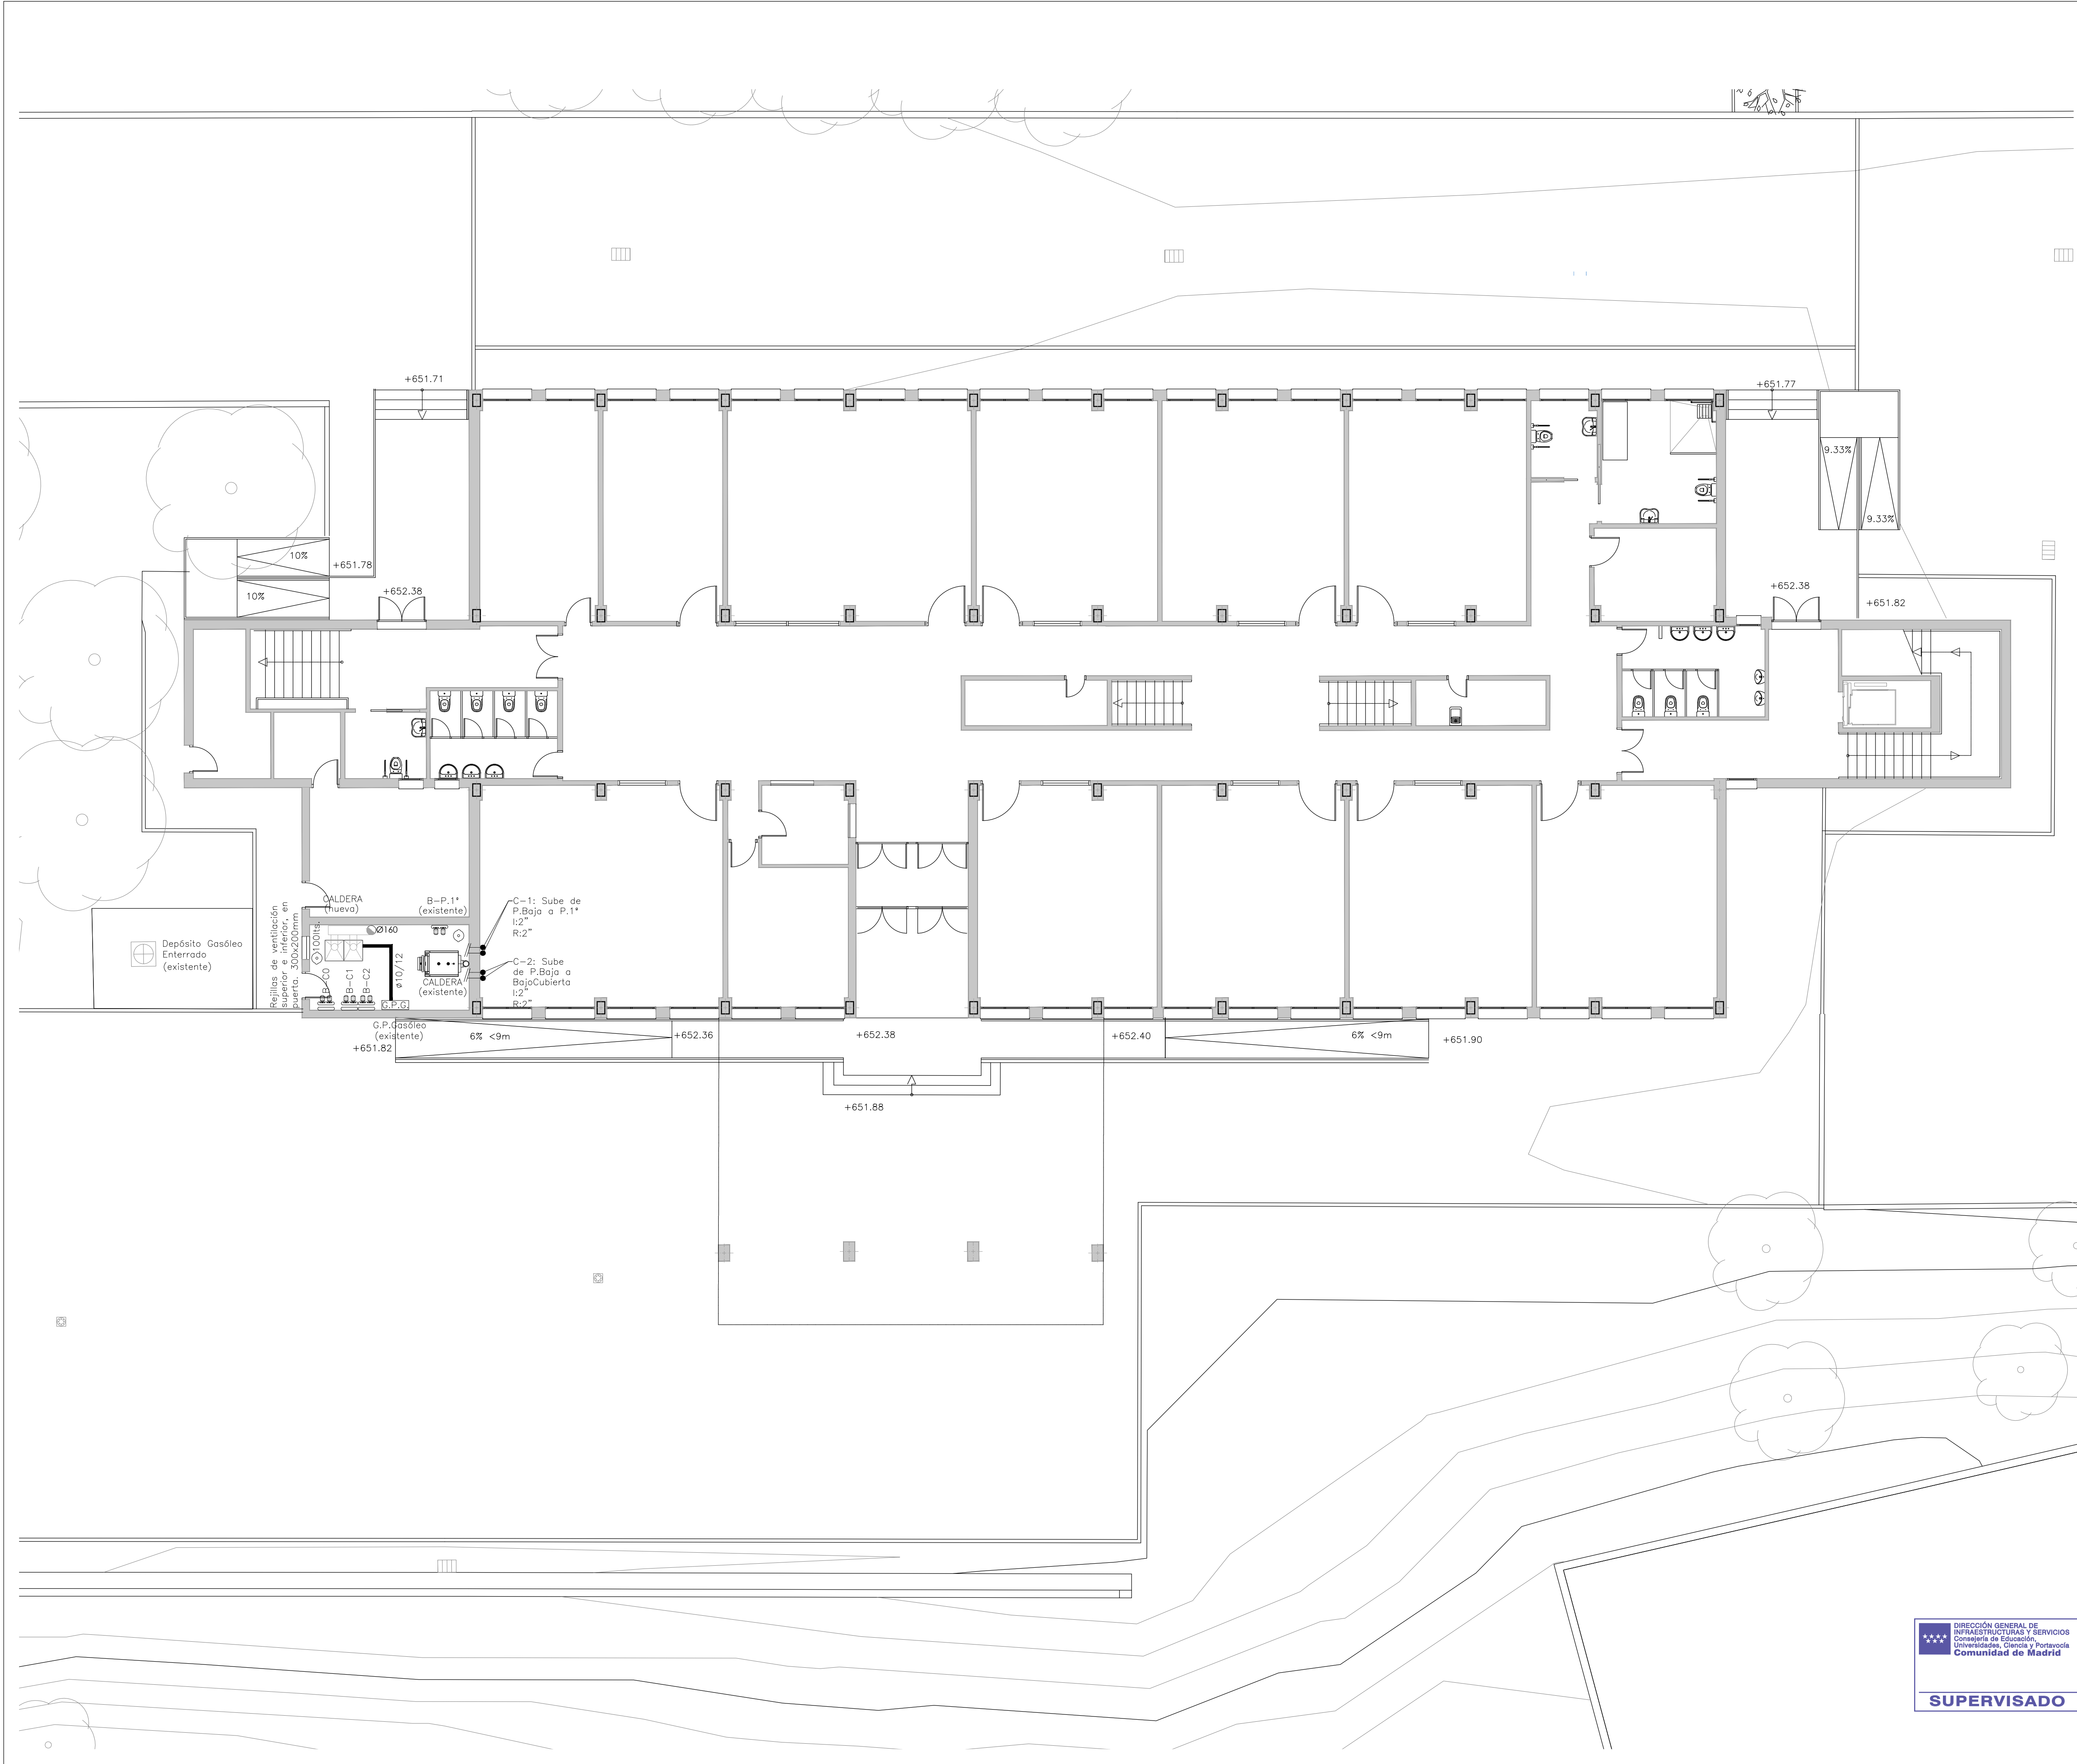 +651.71
+651.77
9.33%
9.33%
10%
+651.78
10%
+652.38
+652.38
+651.82
CALDERA
(nueva)
B-P.1ª
(existente)
C-1: Sube de
P.Baja a P.1ª
I:2"
R:2"
Ø160
100lts.
Rejillas de ventilación
superior e inferior, en
puerta. 300x200mm
Depósito Gasóleo
Enterrado
(existente)
ø10/12
B-C0
B-C1
B-C2
CALDERA
(existente)
C-2: Sube
de P.Baja a
BajoCubierta
I:2"
R:2"
G.P.G
G.P.Gasóleo
(existente)
+651.82
6% <9m
+652.36
+652.38
+652.40
6% <9m
+651.90
+651.88
DIRECCIÓN GENERAL DE
INFRAESTRUCTURAS Y SERVICIOS
Consejería de Educación,
Universidades, Ciencia y Portavocía
Comunidad de Madrid
SUPERVISADO